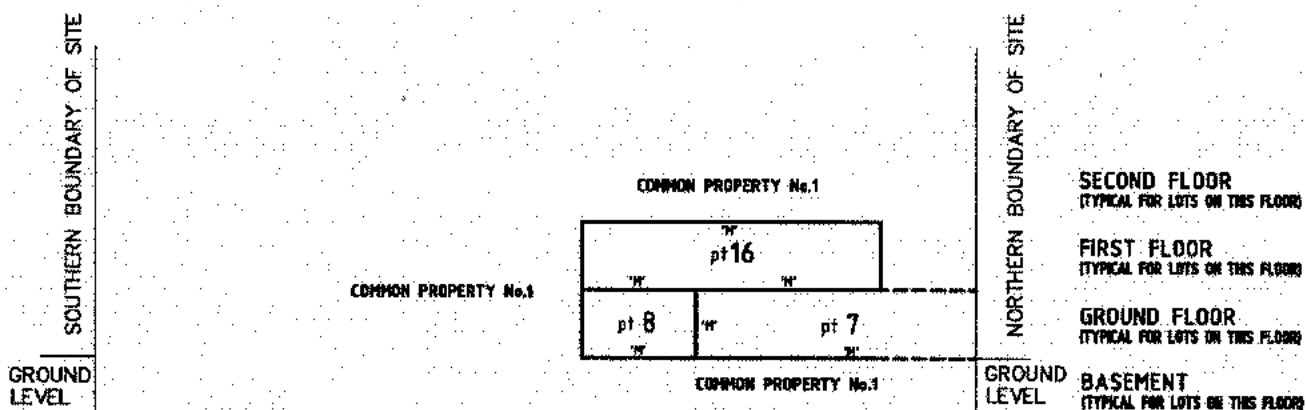 SOUTHERN BOUNDARY OF SITE
GROUND
LEVEL
COMMON PROPERTY No.1
COMMON PROPERTY No.1
"M"
pt 16
"M"
"M"
pt 8
"M"
pt 7
"M"
"M"
COMMON PROPERTY No.1
NORTHERN BOUNDARY OF SITE
GROUND
LEVEL
SECOND FLOOR
(TYPICAL FOR LOTS ON THIS FLOOR)
FIRST FLOOR
(TYPICAL FOR LOTS ON THIS FLOOR)
GROUND FLOOR
(TYPICAL FOR LOTS ON THIS FLOOR)
BASEMENT
(TYPICAL FOR LOTS ON THIS FLOOR)